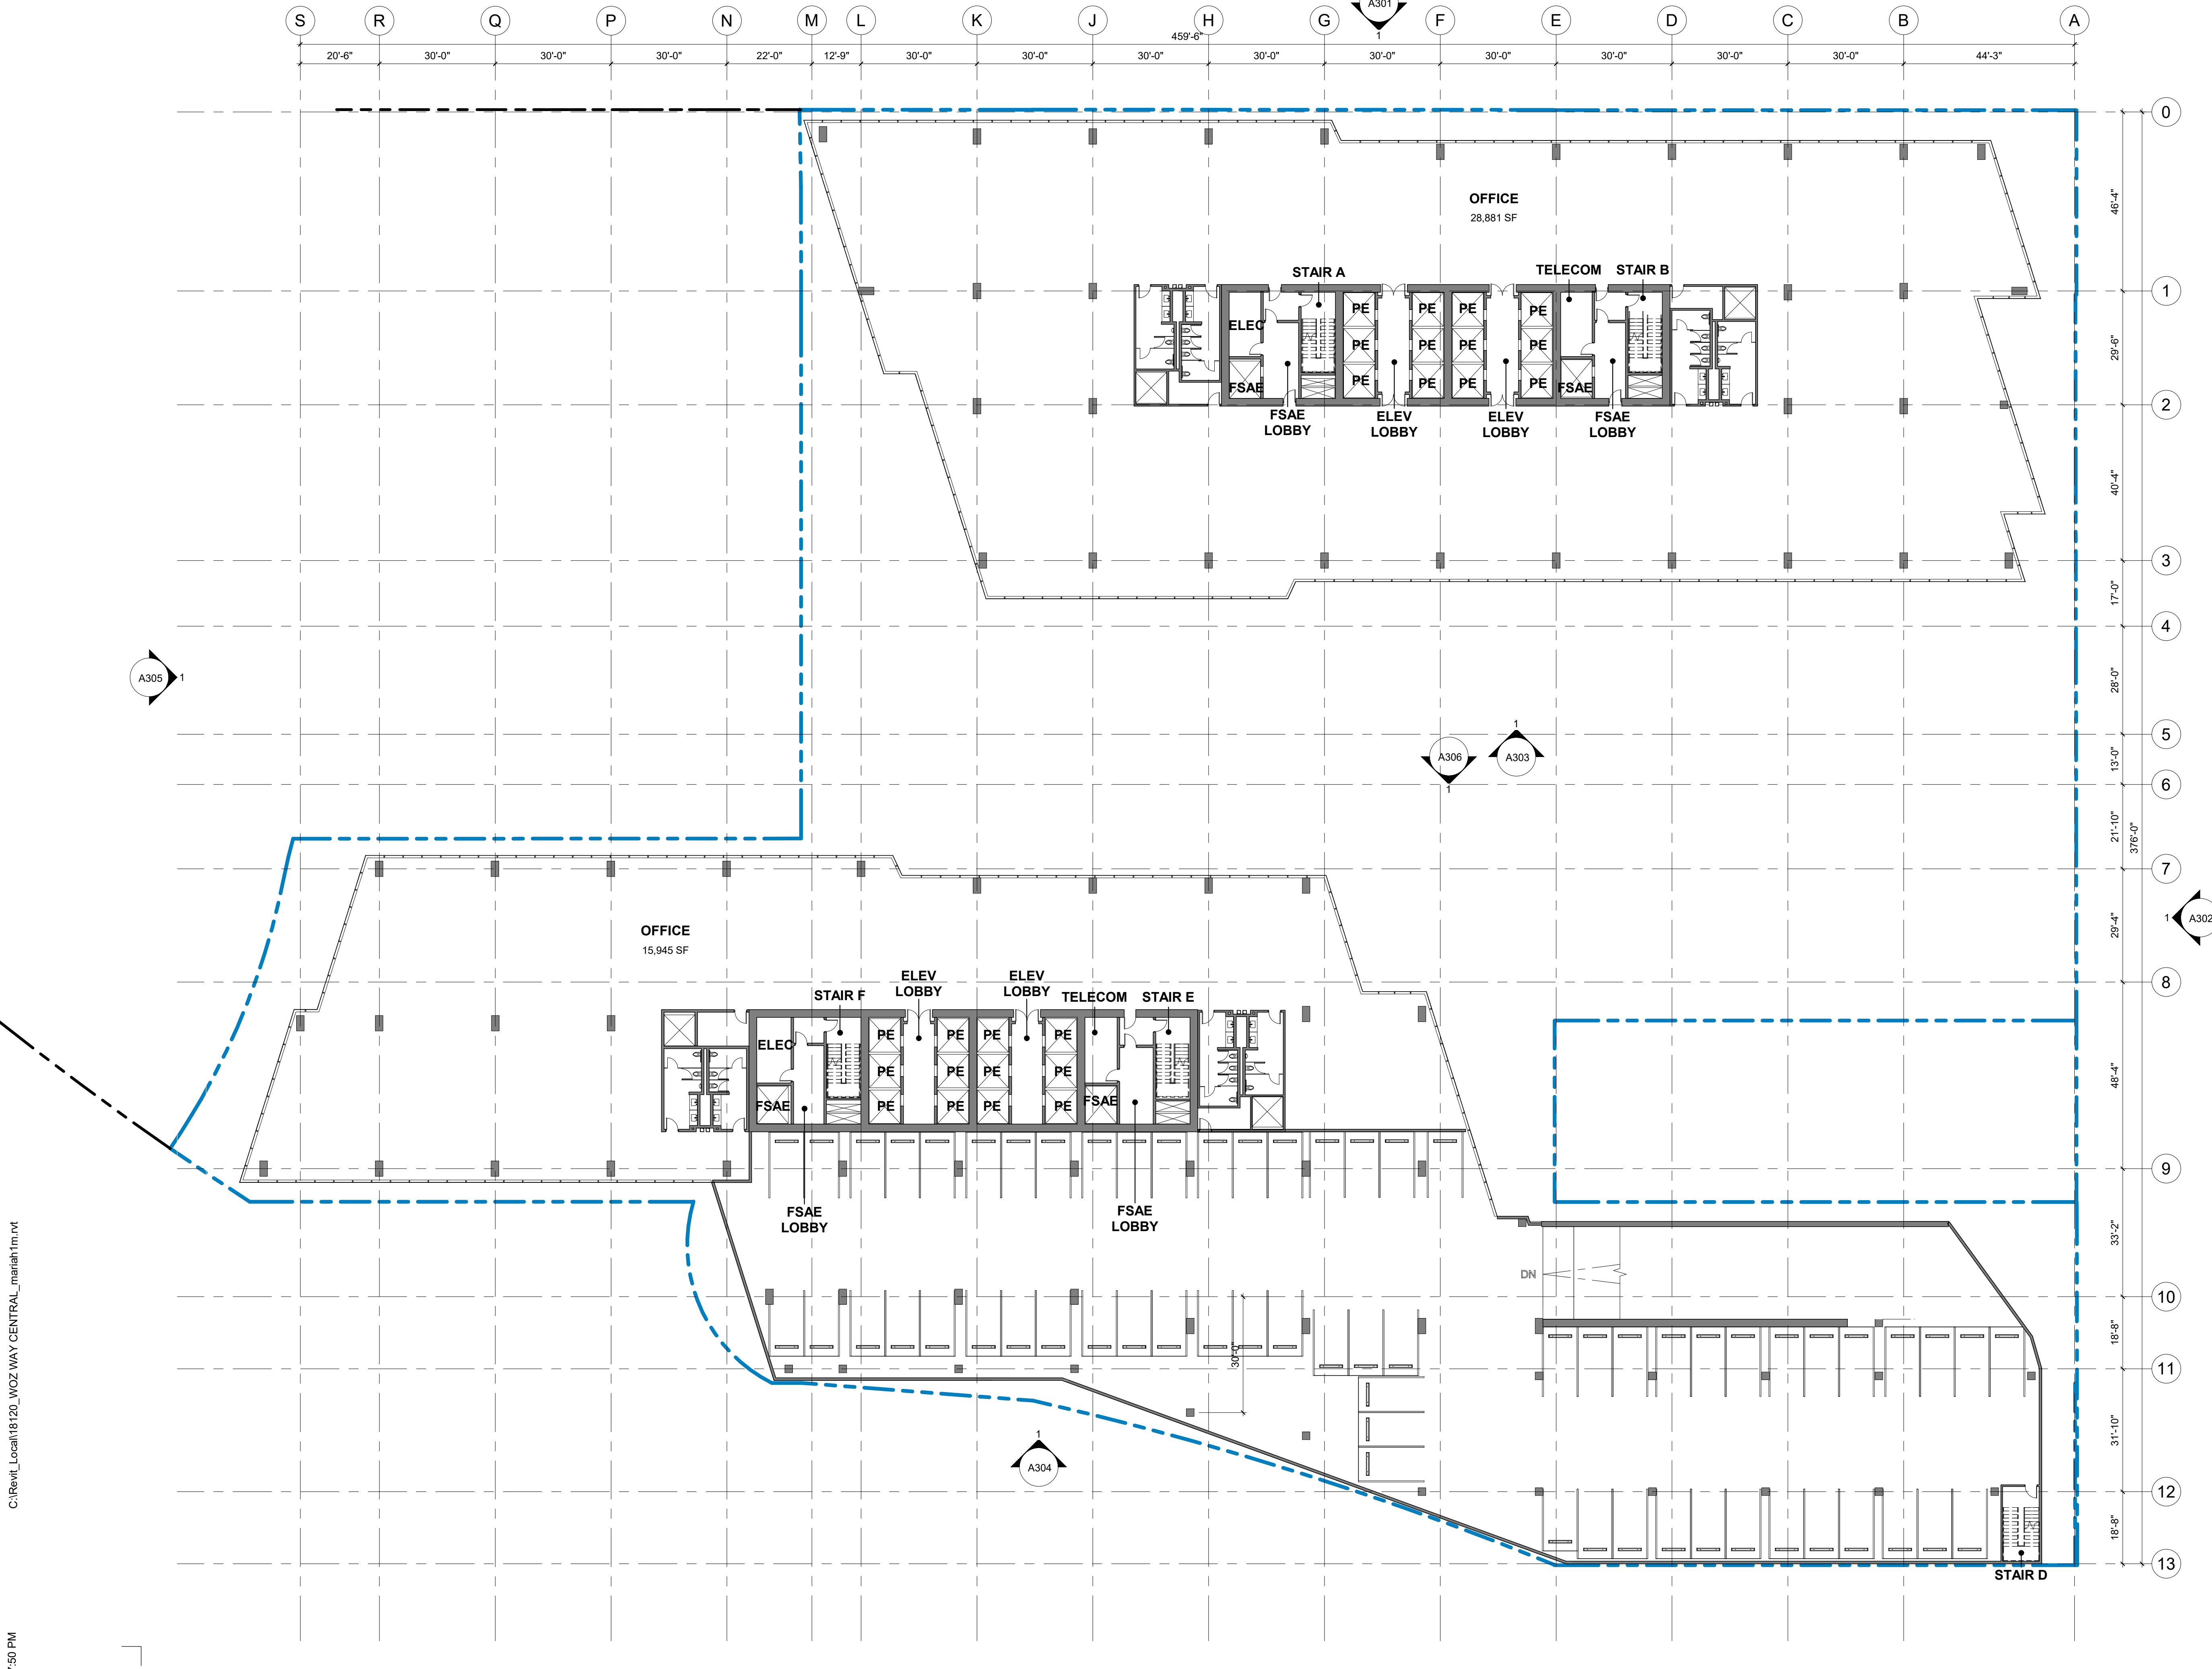 A301
1
S R Q P N M L K J H G F E D C B A
459'-6"
20'-6" 30'-0" 30'-0" 30'-0" 22'-0" 12'-9" 30'-0" 30'-0" 30'-0" 30'-0" 30'-0" 30'-0" 30'-0" 30'-0" 30'-0" 44'-3"
0
46'-4"
OFFICE
28,881 SF
STAIR A
TELECOM STAIR B
1
PE PE PE PE
ELEC
PE PE PE PE
29'-6"
FSAE PE PE PE PE FSAE
2
FSAE
LOBBY
ELEV
LOBBY
ELEV
LOBBY
FSAE
LOBBY
40'-4"
3
17'-0"
4
28'-0"
A305
1
5
A306
1
1
A303
13'-0"
6
21'-10"
376'-0"
7
29'-4"
1
A302
OFFICE
15,945 SF
8
STAIR F
ELEV
LOBBY
ELEV
LOBBY
TELECOM STAIR E
ELEC
PE PE PE PE
PE PE PE PE
FSAE PE PE PE PE FSAE
48'-4"
9
FSAE
LOBBY
FSAE
LOBBY
33'-2"
DN
10
18'-8"
30'-0"
11
31'-10"
1
A304
12
18'-8"
13
STAIR D
C:\Revit_Local\18120_WOZ WAY CENTRAL_mariah1m.rvt
7:50 PM